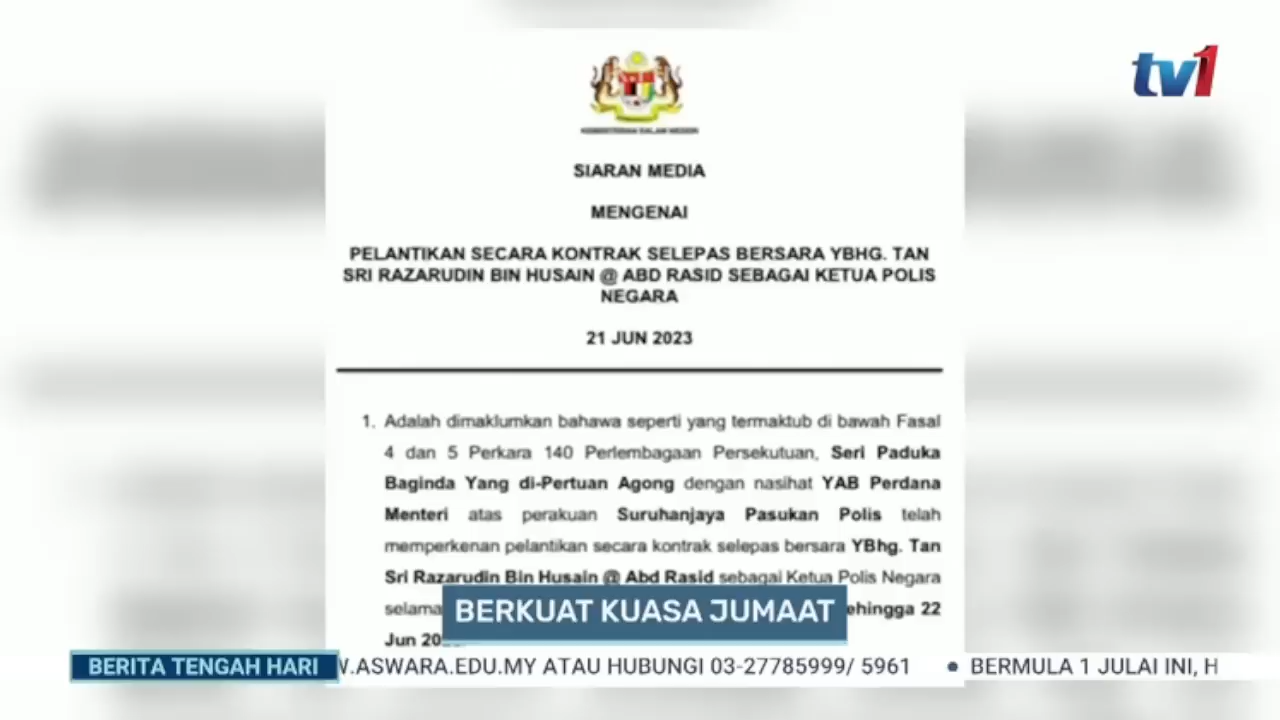 tv1
KEMENTERIAN DALAM NEGERI
SIARAN MEDIA
MENGENAI
PELANTIKAN SECARA KONTRAK SELEPAS BERSARA YBHG. TAN
SRI RAZARUDIN BIN HUSAIN @ ABD RASID SEBAGAI KETUA POLIS
NEGARA
21 JUN 2023
1. Adalah dimaklumkan bahawa seperti yang termaktub di bawah Fasal
4 dan 5 Perkara 140 Perlembagaan Persekutuan, Seri Paduka
Baginda Yang di-Pertuan Agong dengan nasihat YAB Perdana
Menteri atas perakuan Suruhanjaya Pasukan Polis telah
memperkenan pelantikan secara kontrak selepas bersara YBhg. Tan
Sri Razarudin Bin Husain @ Abd Rasid sebagai Ketua Polis Negara
selama ehingga 22
Jun 20
BERKUAT KUASA JUMAAT
BERITA TENGAH HARI W.ASWARA.EDU.MY ATAU HUBUNGI 03-27785999/ 5961 • BERMULA 1 JULAI INI, H